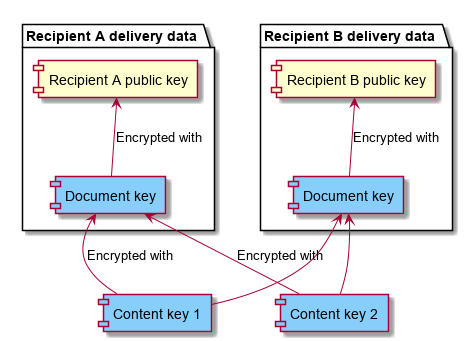 Recipient A delivery data
Recipient B delivery data
Recipient A public key
Recipient B public key
Encrypted with
Encrypted with
Document key
Document key
Encrypted with
Encrypted with
Content key 1
Content key 2